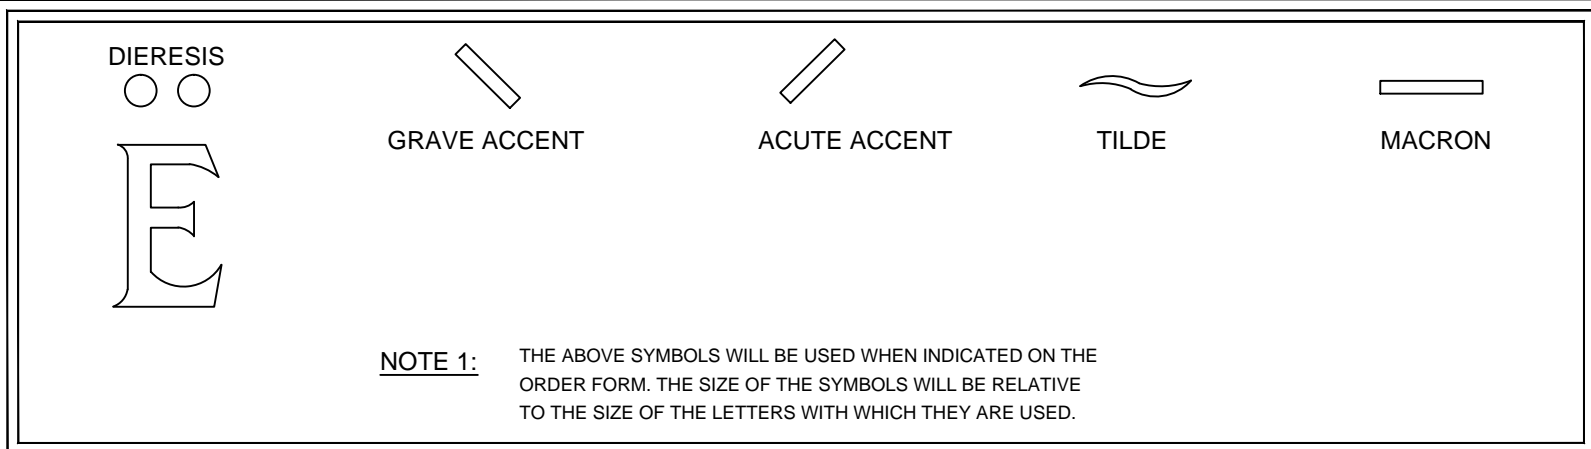 DIERESIS
E
GRAVE ACCENT
ACUTE ACCENT
TILDE
MACRON
NOTE 1: THE ABOVE SYMBOLS WILL BE USED WHEN INDICATED ON THE
ORDER FORM. THE SIZE OF THE SYMBOLS WILL BE RELATIVE
TO THE SIZE OF THE LETTERS WITH WHICH THEY ARE USED.